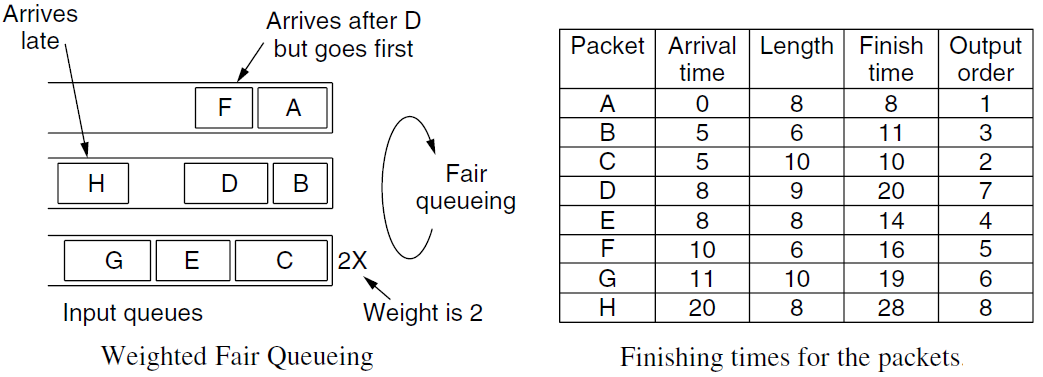 Arrives
late
Arrives after D
but goes first
F A
H D B
G E C 2X
Fair
queueing
Input queues
Weight is 2
Weighted Fair Queueing
Packet Arrival time Length Finish time Output order
A 0 8 8 1
B 5 6 11 3
C 5 10 10 2
D 8 9 20 7
E 8 8 14 4
F 10 6 16 5
G 11 10 19 6
H 20 8 28 8
Finishing times for the packets.